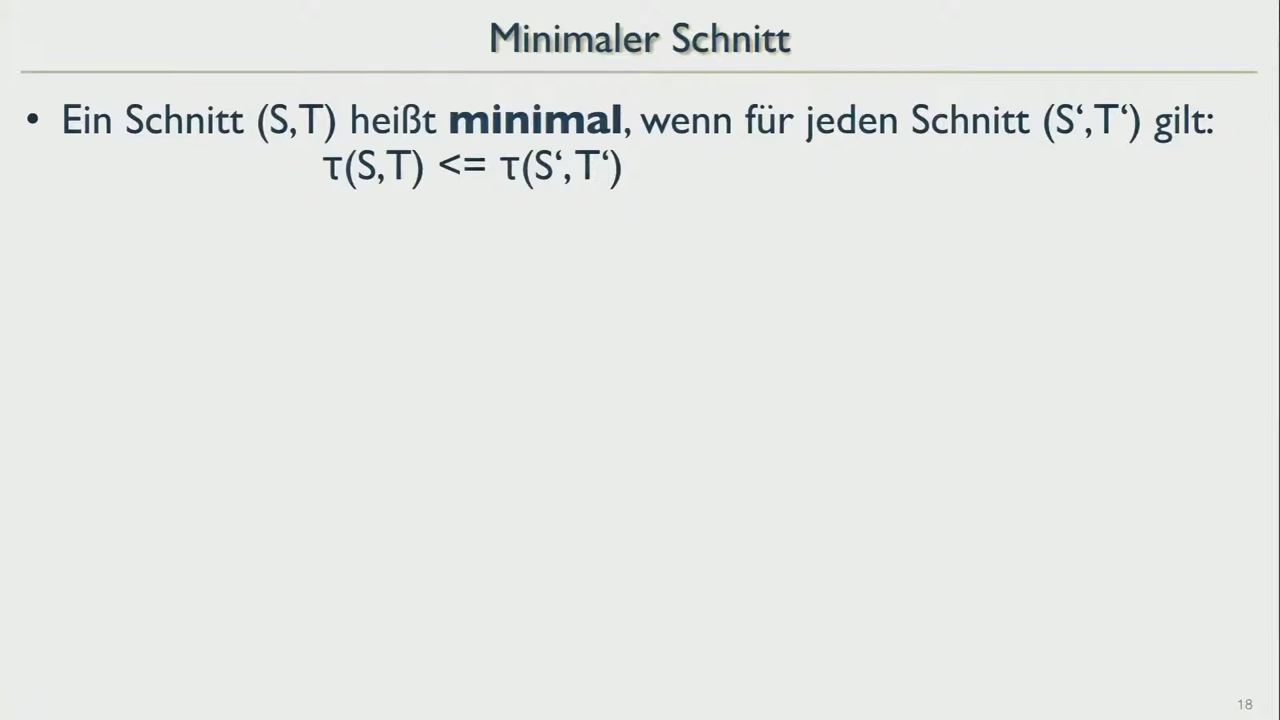 Minimaler Schnitt
• Ein Schnitt (S,T) heißt minimal, wenn für jeden Schnitt (S‘,T‘) gilt:
τ(S,T) <= τ(S‘,T‘)
18